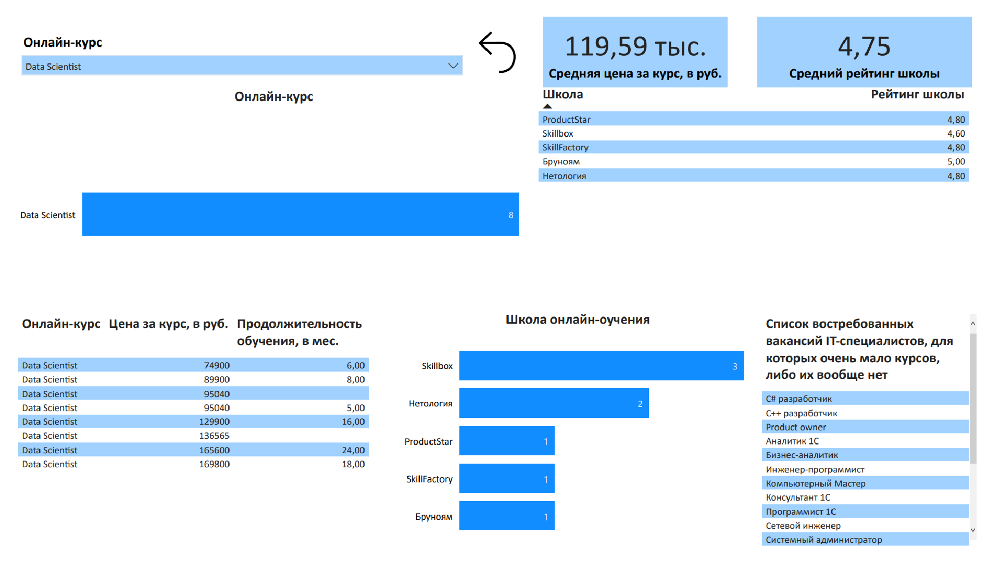 Онлайн-курс
Data Scientist
119,59 тыс.
Средняя цена за курс, в руб.
4,75
Средний рейтинг школы
Онлайн-курс
Data Scientist 8
Школа Рейтинг школы
ProductStar 4,80
Skillbox 4,60
SkillFactory 4,80
Бруноям 5,00
Нетология 4,80
Онлайн-курс Цена за курс, в руб. Продолжительность
обучения, в мес.
Data Scientist 74900 6,00
Data Scientist 89900 8,00
Data Scientist 95040
Data Scientist 95040 5,00
Data Scientist 129900 16,00
Data Scientist 136565
Data Scientist 165600 24,00
Data Scientist 169800 18,00
Школа онлайн-оучения
Skillbox 3
Нетология 2
ProductStar 1
SkillFactory 1
Бруноям 1
Список востребованных
вакансий IT-специалистов, для
которых очень мало курсов,
либо их вообще нет
C# разработчик
C++ разработчик
Product owner
Аналитик 1С
Бизнес-аналитик
Инженер-программист
Компьютерный Мастер
Консультант 1С
Программист 1С
Сетевой инженер
Системный администратор